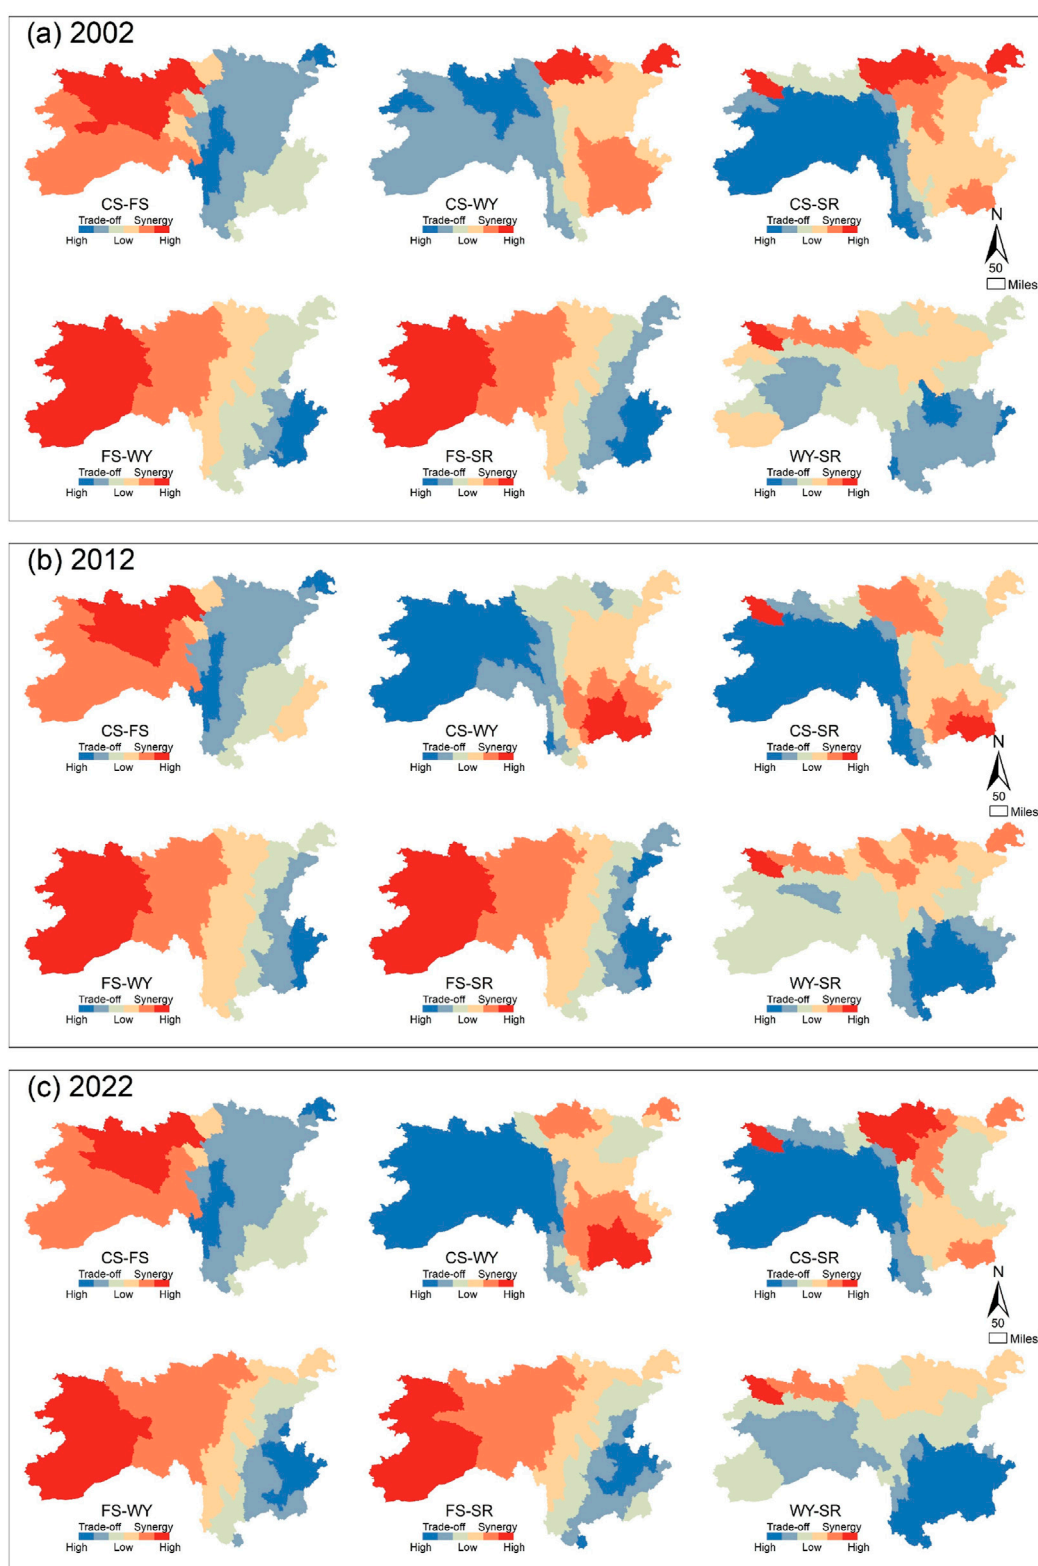 (a) 2002
CS-FS
Trade-off Synergy
High Low High
CS-WY
Trade-off Synergy
High Low High
CS-SR
Trade-off Synergy
High Low High
N
50
Miles
FS-WY
Trade-off Synergy
High Low High
FS-SR
Trade-off Synergy
High Low High
WY-SR
Trade-off Synergy
High Low High
(b) 2012
CS-FS
Trade-off Synergy
High Low High
CS-WY
Trade-off Synergy
High Low High
CS-SR
Trade-off Synergy
High Low High
N
50
Miles
FS-WY
Trade-off Synergy
High Low High
FS-SR
Trade-off Synergy
High Low High
WY-SR
Trade-off Synergy
High Low High
(c) 2022
CS-FS
Trade-off Synergy
High Low High
CS-WY
Trade-off Synergy
High Low High
CS-SR
Trade-off Synergy
High Low High
N
50
Miles
FS-WY
Trade-off Synergy
High Low High
FS-SR
Trade-off Synergy
High Low High
WY-SR
Trade-off Synergy
High Low High